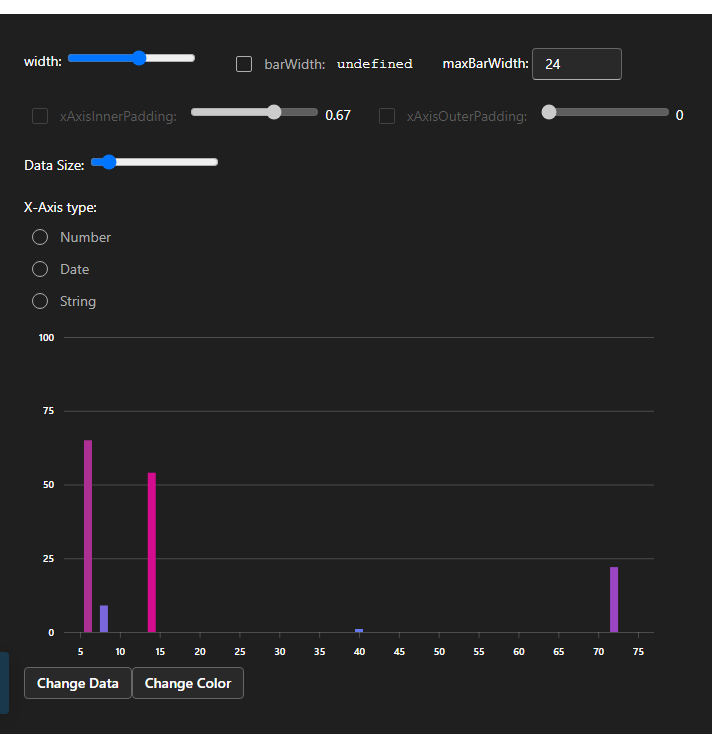 width: barWidth: undefined maxBarWidth: 24
xAxisInnerPadding: 0.67 xAxisOuterPadding: 0
Data Size:
X-Axis type:
Number
Date
String
100
75
50
25
0
5 10 15 20 25 30 35 40 45 50 55 60 65 70 75
Change Data Change Color